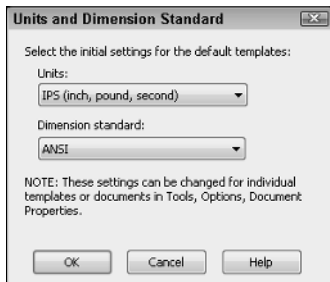 Units and Dimension Standard
Select the initial settings for the default templates:
Units:
IPS (inch, pound, second)
Dimension standard:
ANSI
NOTE: These settings can be changed for individual
templates or documents in Tools, Options, Document
Properties.
OK Cancel Help